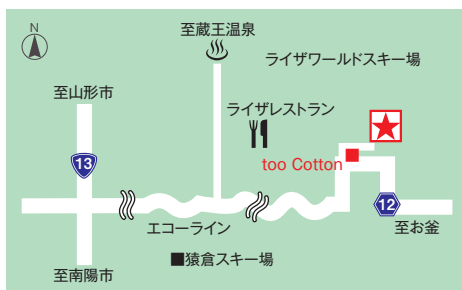 N
至蔵王温泉
ライザワールドスキー場
至山形市
ライザレストラン
13
too Cotton
12
エコーライン
至お釜
■猿倉スキー場
至南陽市